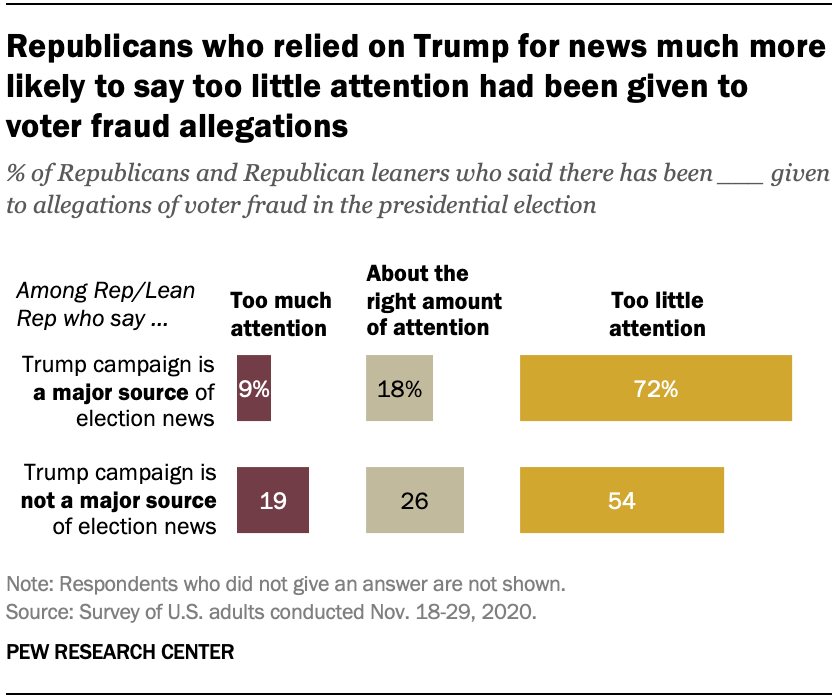 Republicans who relied on Trump for news much more
likely to say too little attention had been given to
voter fraud allegations
% of Republicans and Republican leaners who said there has been ___ given
to allegations of voter fraud in the presidential election
Among Rep/Lean
Rep who say ...
Too much
attention
About the
right amount
of attention
Too little
attention
Trump campaign is
a major source of
election news
9%
18%
72%
Trump campaign is
not a major source
of election news
19
26
54
Note: Respondents who did not give an answer are not shown.
Source: Survey of U.S. adults conducted Nov. 18-29, 2020.
PEW RESEARCH CENTER